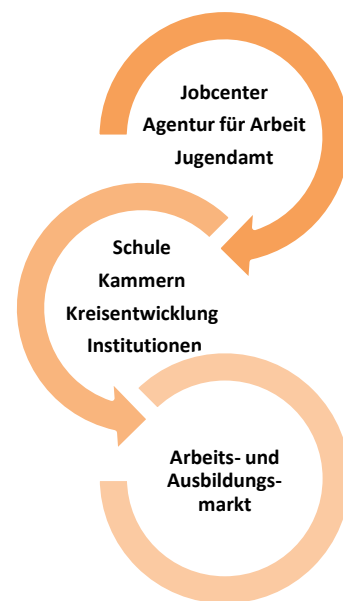 Jobcenter
Agentur für Arbeit
Jugendamt
Schule
Kammern
Kreisentwicklung
Institutionen
Arbeits- und
Ausbildungs-
markt